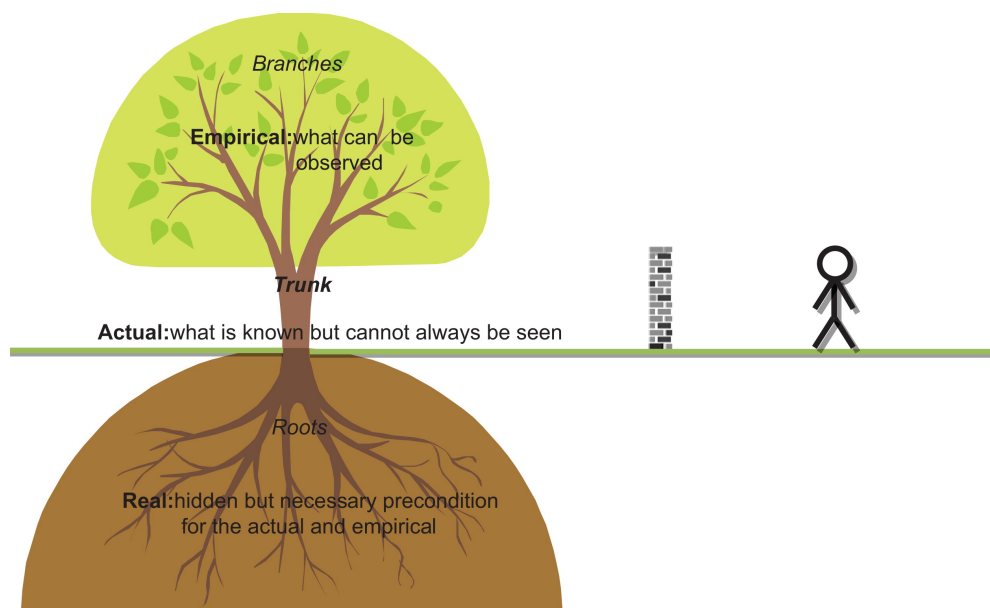 Branches
Empirical:what can be
observed
Trunk
Actual:what is known but cannot always be seen
Roots
Real:hidden but necessary precondition
for the actual and empirical